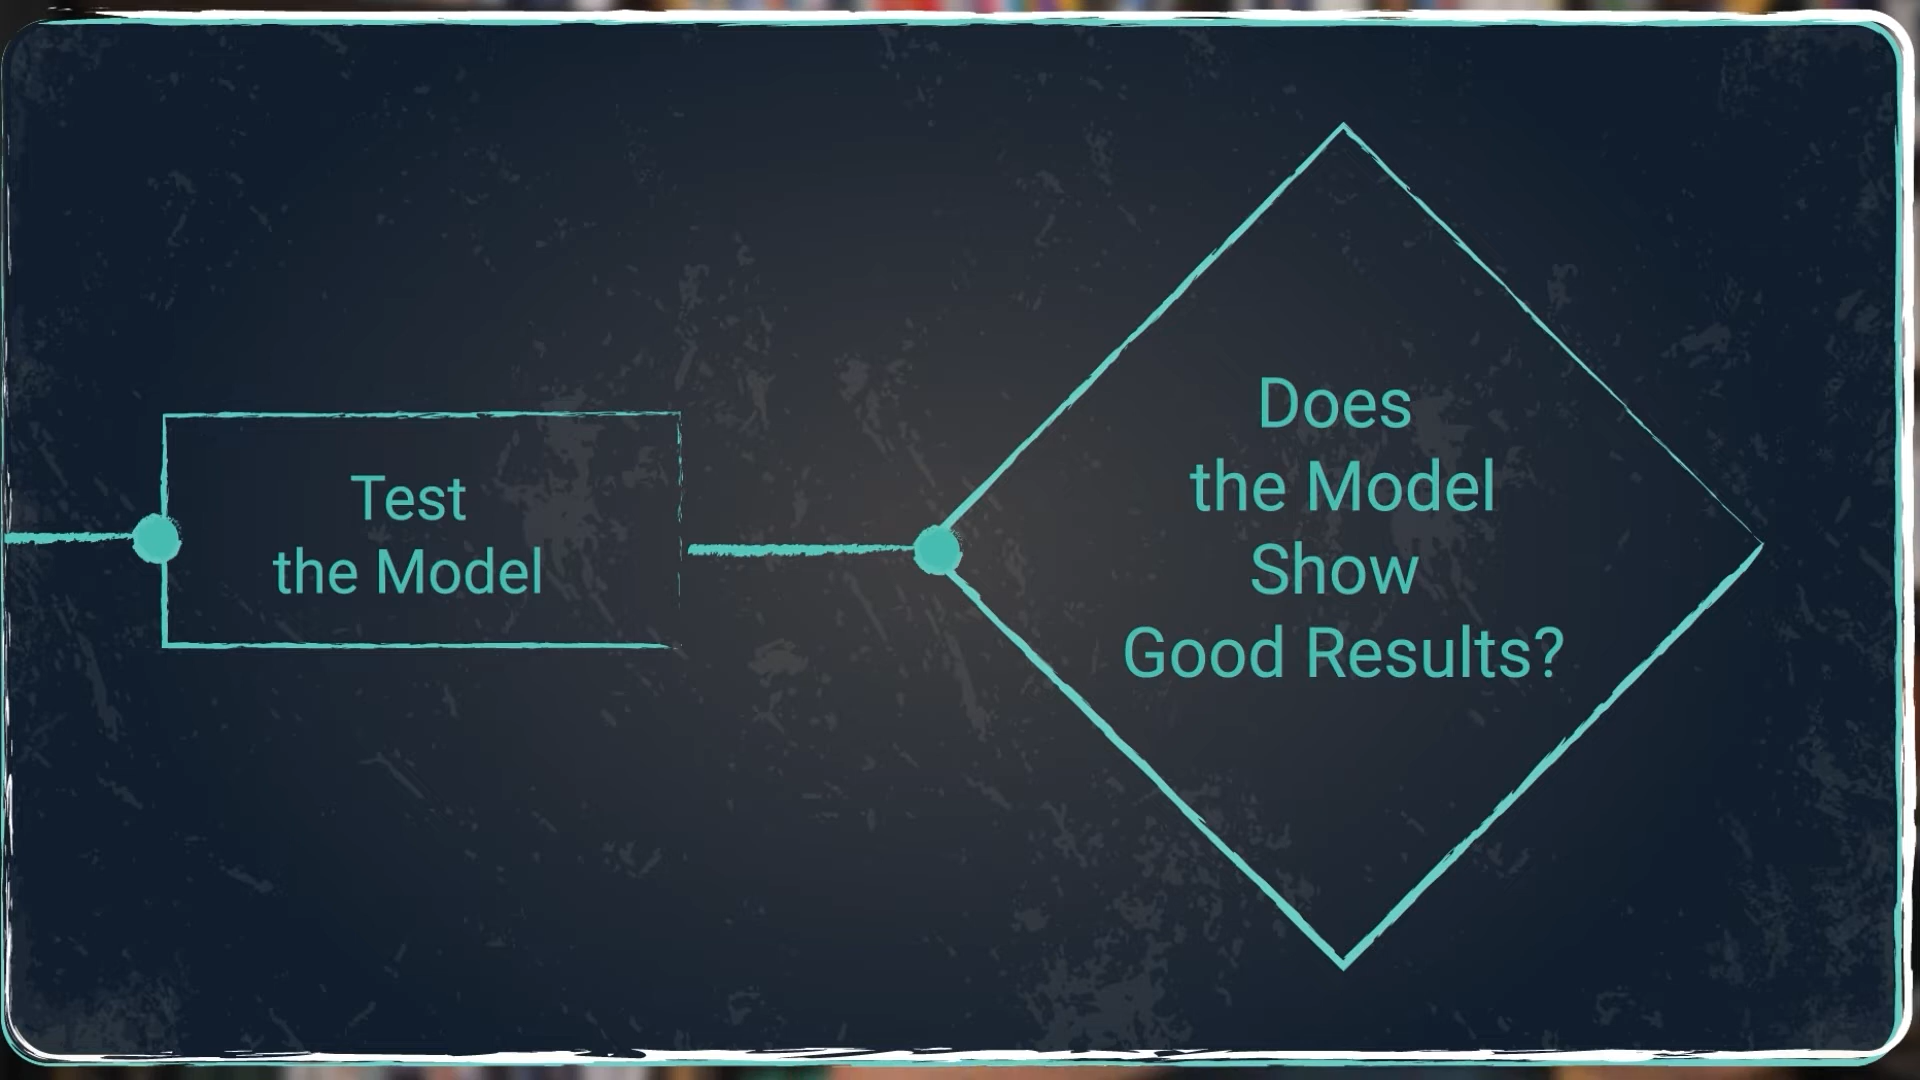 Test
the Model
Does
the Model
Show
Good Results?